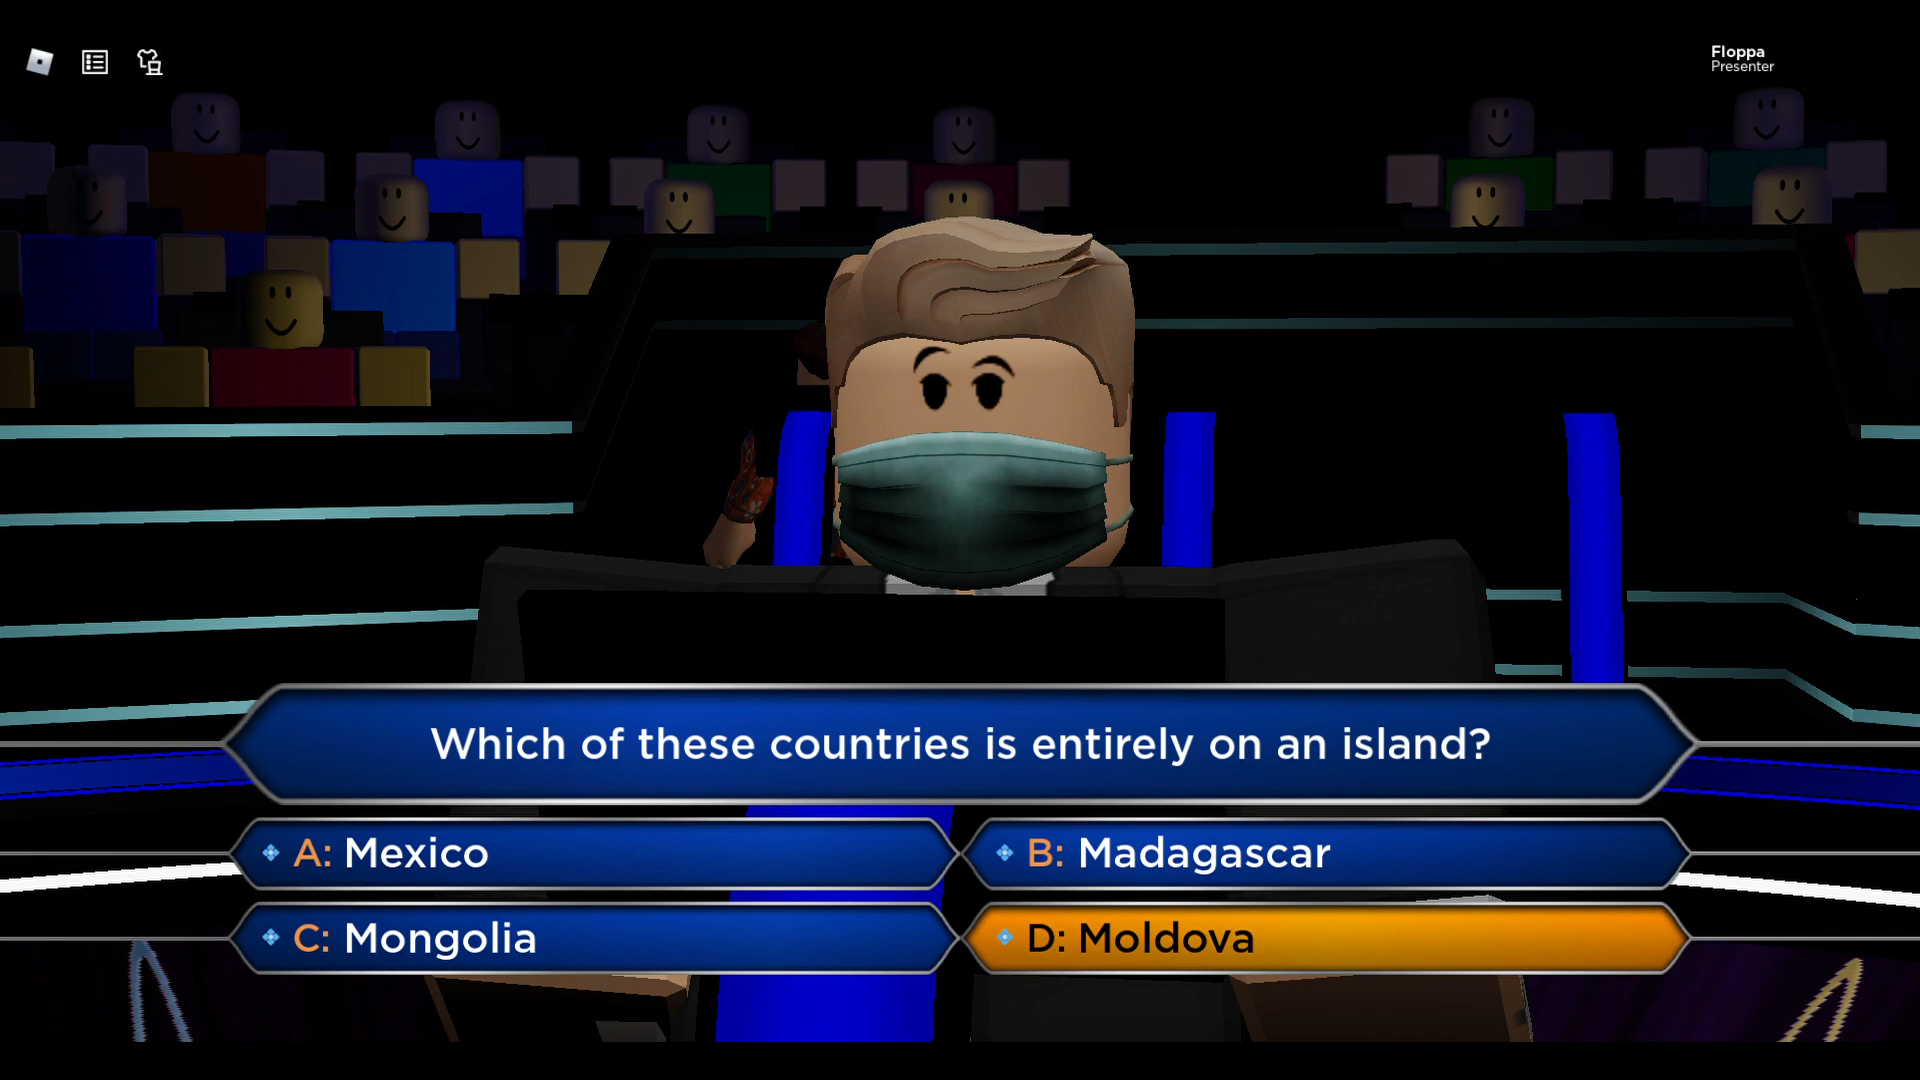 Floppa
Presenter
Which of these countries is entirely on an island?
A: Mexico
B: Madagascar
C: Mongolia
D: Moldova